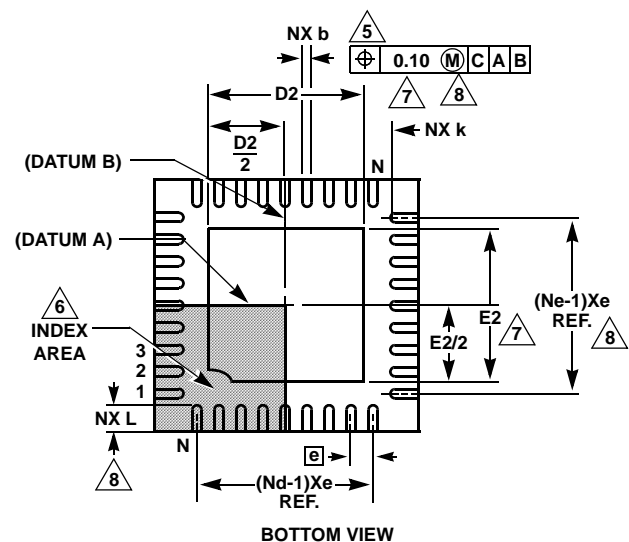 NX b
5
⌖ 0.10 Ⓜ C A B
7 8
D2
D2
2
NX k
(DATUM B)
N
(DATUM A)
6
INDEX
AREA
3
2
1
NX L
8
N
E2/2
E2
7
(Ne-1)Xe
REF.
8
e
(Nd-1)Xe
REF.
BOTTOM VIEW